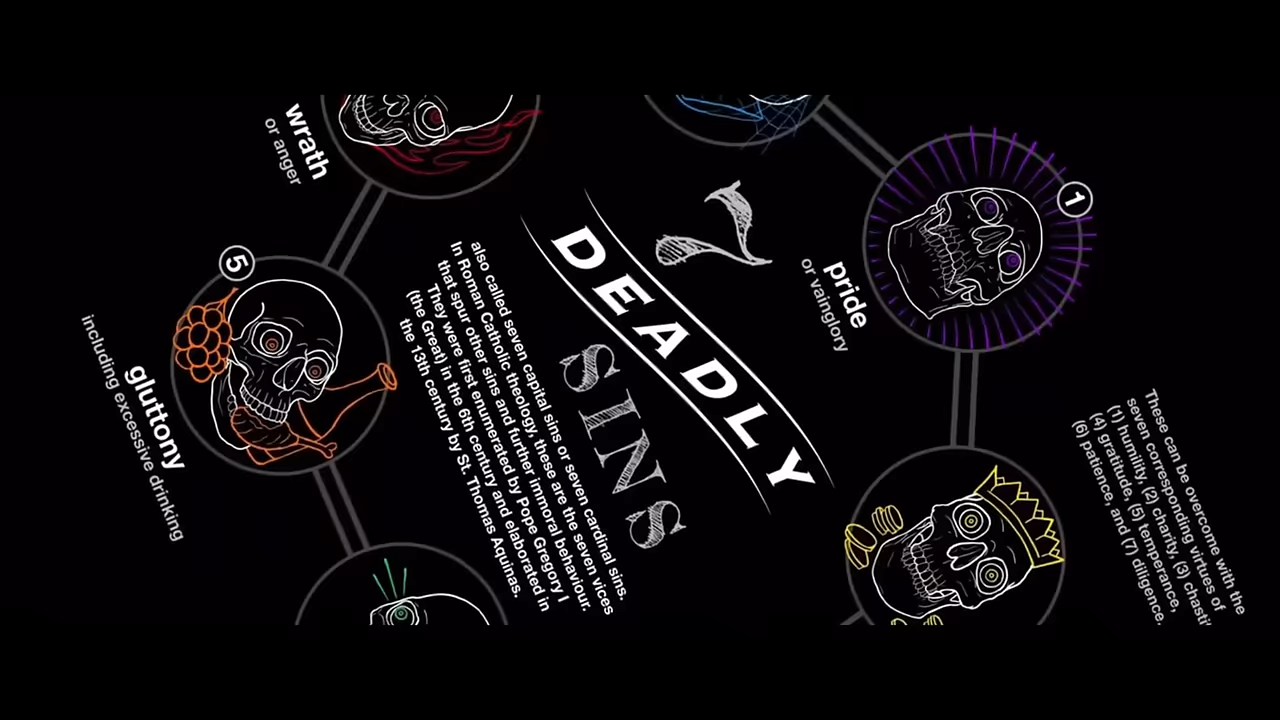 7
DEADLY
SINS
also called seven capital sins or seven cardinal sins.
In Roman Catholic theology, these are the seven vices
that spur other sins and further immoral behaviour.
They were first enumerated by Pope Gregory I
(the Great) in the 6th century and elaborated in
the 13th century by St. Thomas Aquinas.
1
pride
or vainglory
wrath
or anger
5
gluttony
including excessive drinking
These can be overcome with the
seven corresponding virtues of
(1) humility, (2) charity, (3) chasti
(4) gratitude, (5) temperance,
(6) patience, and (7) diligence.